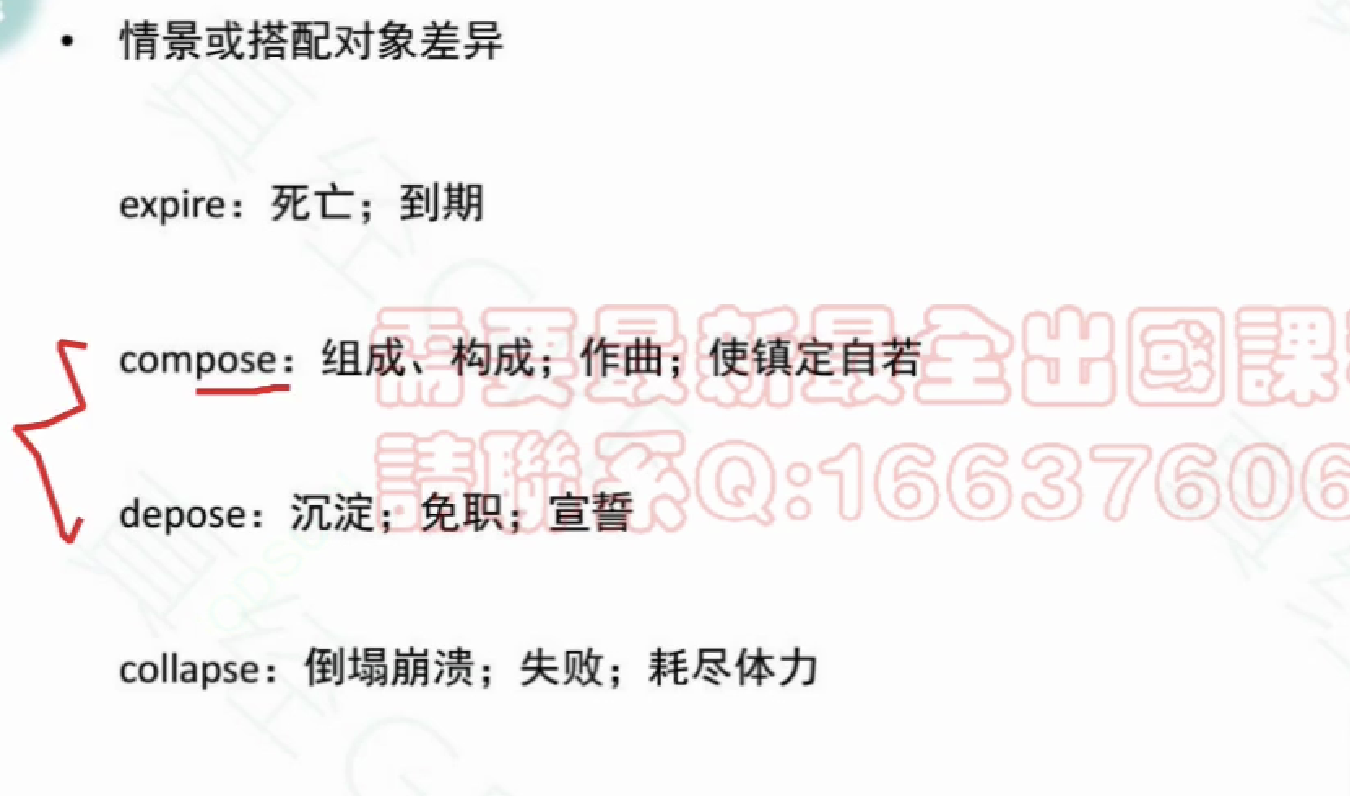 • 情景或搭配对象差异
expire：死亡；到期
compose：组成、构成；作曲；使镇定自若
需要最新最全出國課
depose：沉淀；免职；宣誓
請聯系Q:16637606
collapse：倒塌崩溃；失败；耗尽体力